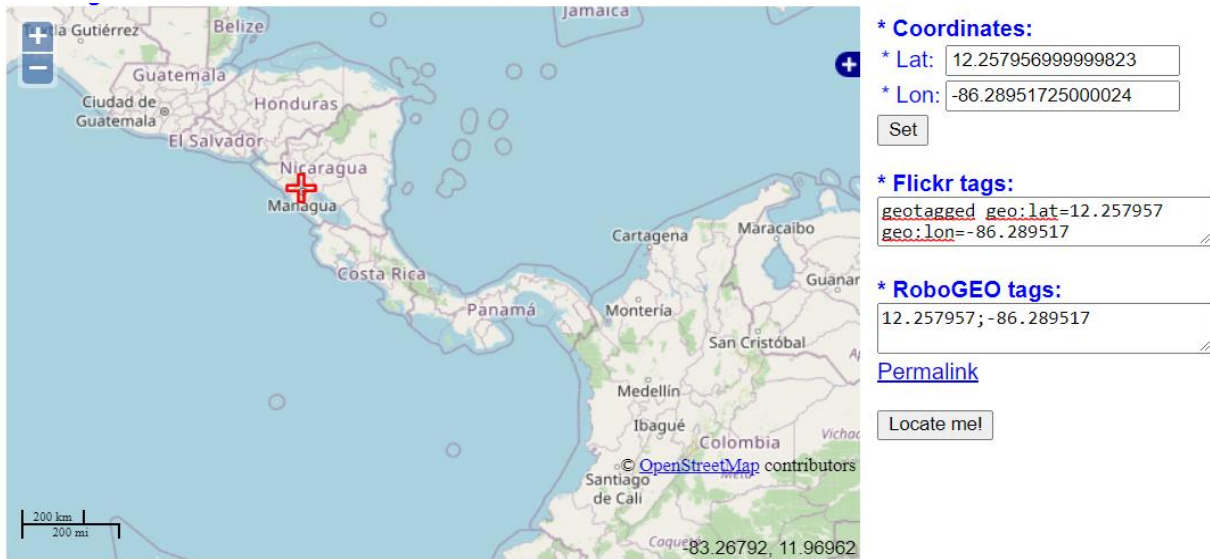 Jamaica
Tuxtla Gutiérrez
Belize
Guatemala
Ciudad de
Guatemala
Honduras
El Salvador
Nicaragua
Managua
Costa Rica
Panamá
Cartagena
Maracaibo
Guanar
Montería
San Cristóbal
Medellín
Ibagué
Colombia
Santiago
de Cali
© OpenStreetMap contributors
200 km
200 mi
-83.26792, 11.96962
* Coordinates:
* Lat: 12.257956999999823
* Lon: -86.28951725000024
Set
* Flickr tags:
geotagged geo:lat=12.257957
geo:lon=-86.289517
* RoboGEO tags:
12.257957;-86.289517
Permalink
Locate me!